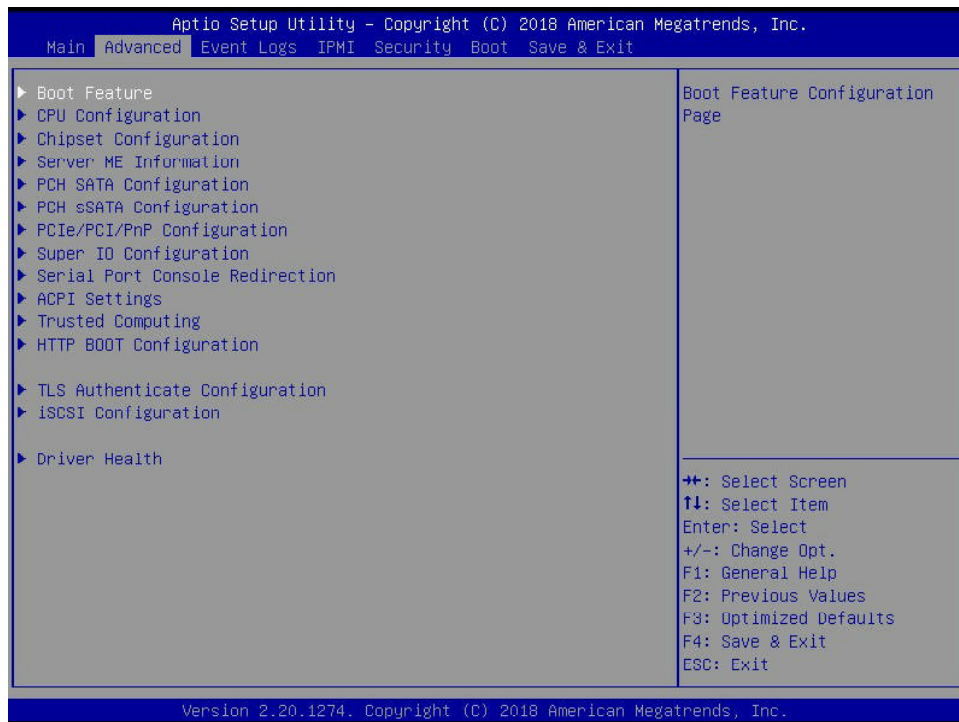 Aptio Setup Utility – Copyright (C) 2018 American Megatrends, Inc.
Main Advanced Event Logs IPMI Security Boot Save & Exit
▶ Boot Feature
▶ CPU Configuration
▶ Chipset Configuration
▶ Server ME Information
▶ PCH SATA Configuration
▶ PCH sSATA Configuration
▶ PCIe/PCI/PnP Configuration
▶ Super IO Configuration
▶ Serial Port Console Redirection
▶ ACPI Settings
▶ Trusted Computing
▶ HTTP BOOT Configuration
▶ TLS Authenticate Configuration
▶ iSCSI Configuration
▶ Driver Health
Boot Feature Configuration
Page
→←: Select Screen
↑↓: Select Item
Enter: Select
+/-: Change Opt.
F1: General Help
F2: Previous Values
F3: Optimized Defaults
F4: Save & Exit
ESC: Exit
Version 2.20.1274. Copyright (C) 2018 American Megatrends, Inc.